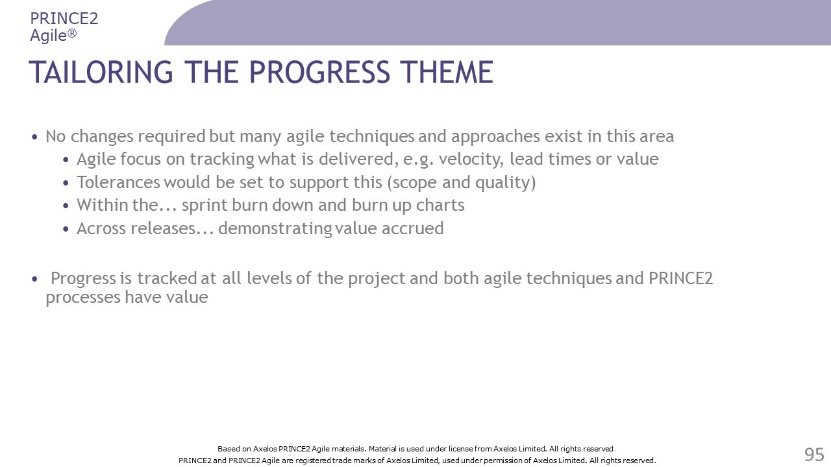 PRINCE2
Agile®
TAILORING THE PROGRESS THEME
• No changes required but many agile techniques and approaches exist in this area
• Agile focus on tracking what is delivered, e.g. velocity, lead times or value
• Tolerances would be set to support this (scope and quality)
• Within the... sprint burn down and burn up charts
• Across releases... demonstrating value accrued
• Progress is tracked at all levels of the project and both agile techniques and PRINCE2
processes have value
Based on Axelos PRINCE2 Agile materials. Material is used under license from Axelos Limited. All rights reserved
PRINCE2 and PRINCE2 Agile are registered trade marks of Axelos Limited, used under permission of Axelos Limited. All rights reserved.
95